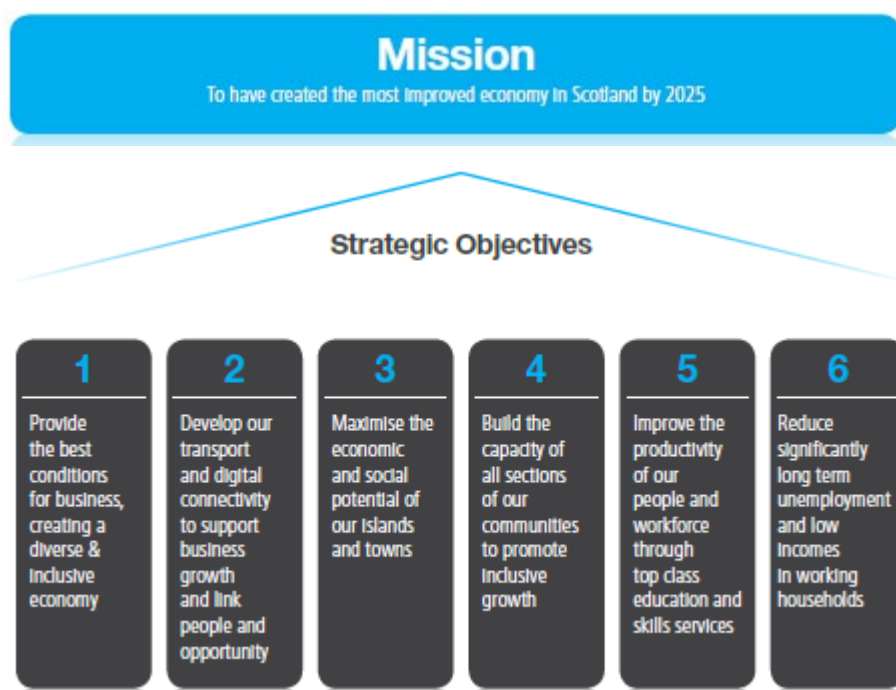 Mission
To have created the most improved economy in Scotland by 2025
Strategic Objectives
1
Provide
the best
conditions
for business,
creating a
diverse &
inclusive
economy
2
Develop our
transport
and digital
connectivity
to support
business
growth
and link
people and
opportunity
3
Maximise the
economic
and social
potential of
our islands
and towns
4
Build the
capacity of
all sections
of our
communities
to promote
inclusive
growth
5
Improve the
productivity
of our
people and
workforce
through
top class
education and
skills services
6
Reduce
significantly
long term
unemployment
and low
incomes
in working
households